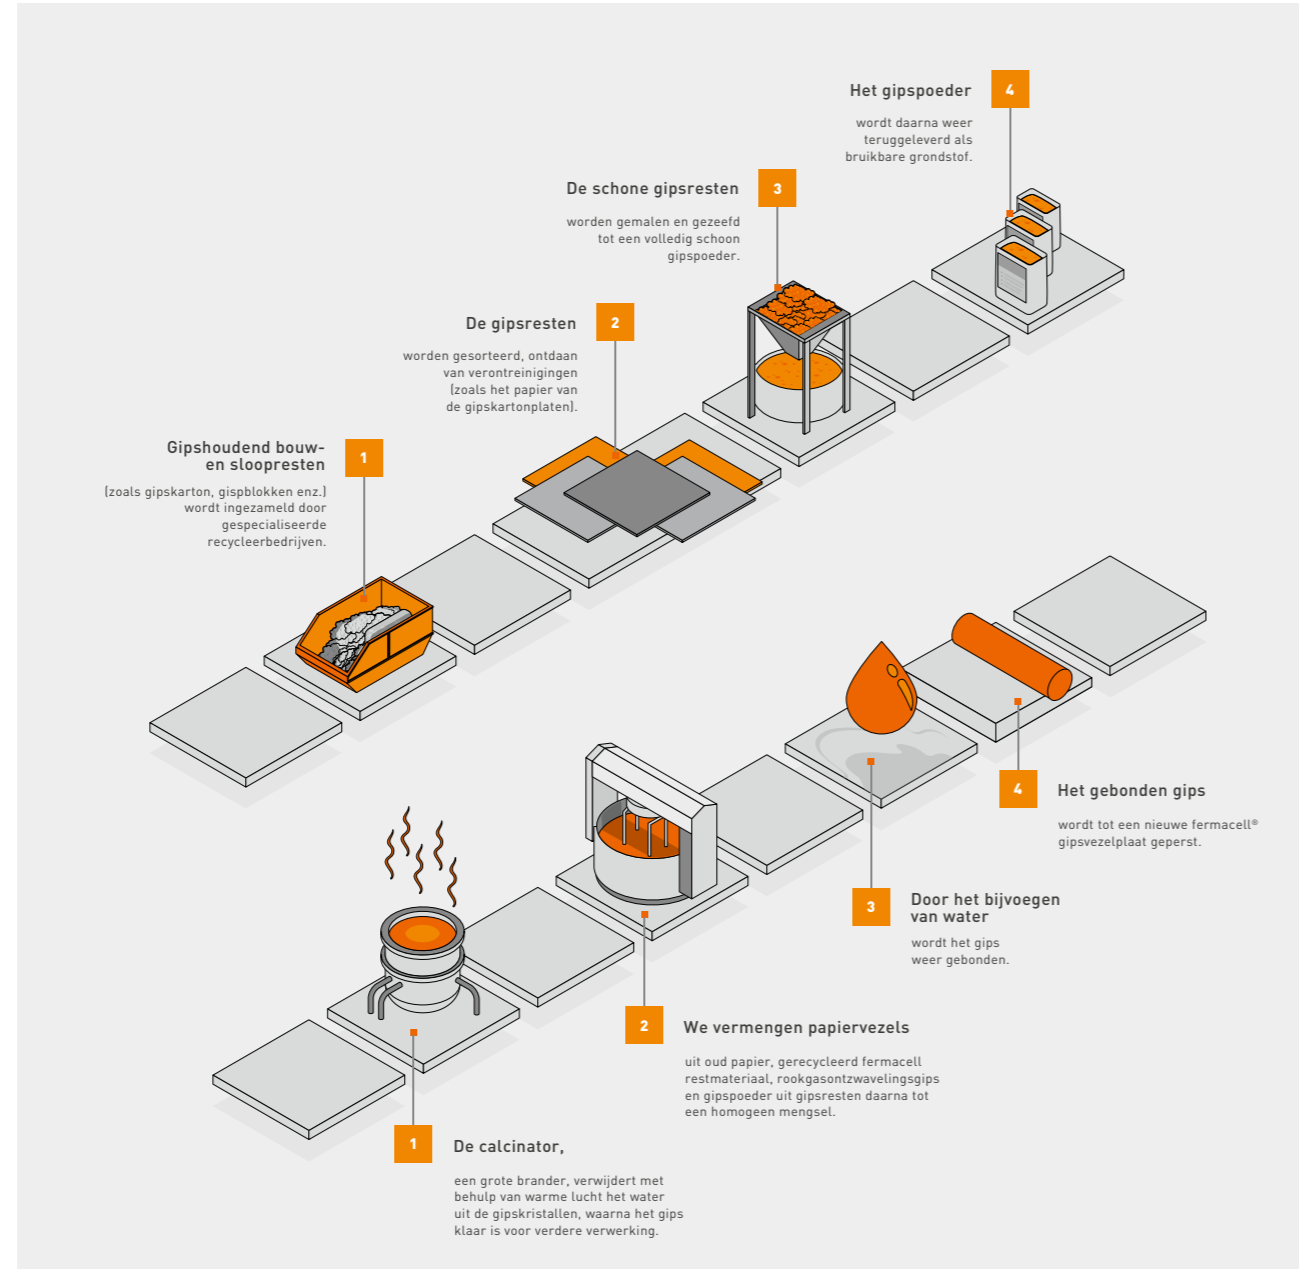 1
Gipshoudend bouw-
en sloopresten
(zoals gipskarton, gispblokken enz.)
wordt ingezameld door
gespecialiseerde
recycleerbedrijven.
2
De gipsresten
worden gesorteerd, ontdaan
van verontreinigingen
(zoals het papier van
de gipskartonplaten).
3
De schone gipsresten
worden gemalen en gezeefd
tot een volledig schoon
gipspoeder.
4
Het gipspoeder
wordt daarna weer
teruggeleverd als
bruikbare grondstof.
1
De calcinator,
een grote brander, verwijdert met
behulp van warme lucht het water
uit de gipskristallen, waarna het gips
klaar is voor verdere verwerking.
2
We vermengen papiervezels
uit oud papier, gerecycleerd fermacell
restmateriaal, rookgasontzwavelingsgips
en gipspoeder uit gipsresten daarna tot
een homogeen mengsel.
3
Door het bijvoegen
van water
wordt het gips
weer gebonden.
4
Het gebonden gips
wordt tot een nieuwe fermacell®
gipsvezelplaat geperst.